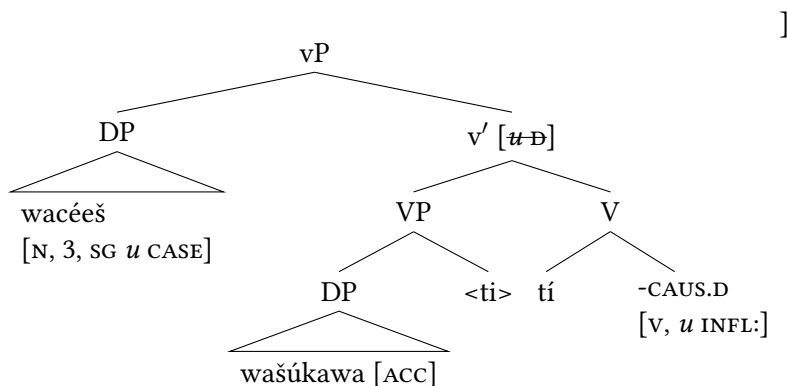 ]
vP
DP v′ [u D]
wacéeš
[N, 3, SG u CASE]
VP V
DP <ti> tí -CAUS.D
[V, u INFL:]
wašúkawa [ACC]